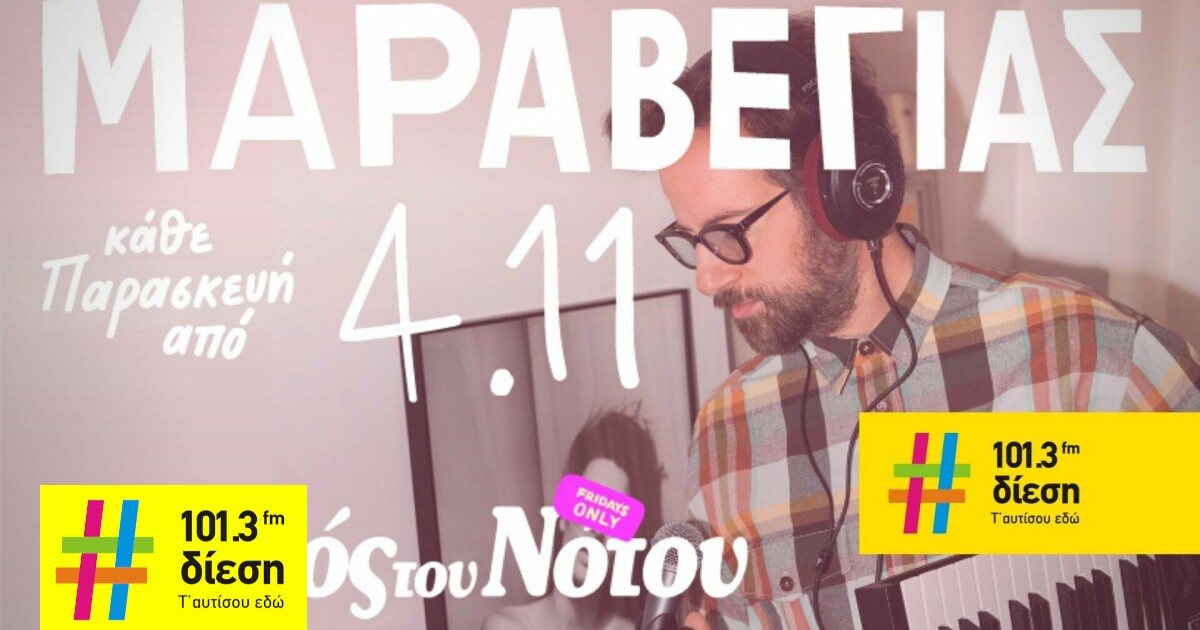 ΜΑΡΑΒΕΓΙΑΣ
κάθε
Παρασκευή
από
4.11
FRIDAYS
ONLY
ός του Νότου
101.3 fm
δίεση
Τ'αυτίσου εδώ
101.3 fm
δίεση
Τ'αυτίσου εδώ